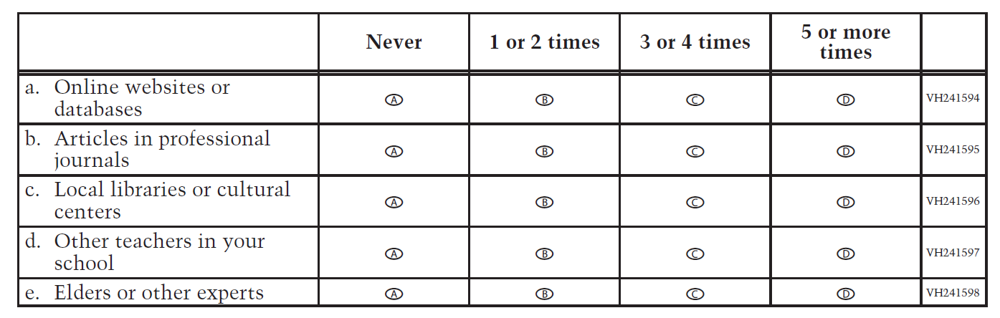 Never 1 or 2 times 3 or 4 times 5 or more
times
a. Online websites or
databases A B C D VH241594
b. Articles in professional
journals A B C D VH241595
c. Local libraries or cultural
centers A B C D VH241596
d. Other teachers in your
school A B C D VH241597
e. Elders or other experts A B C D VH241598